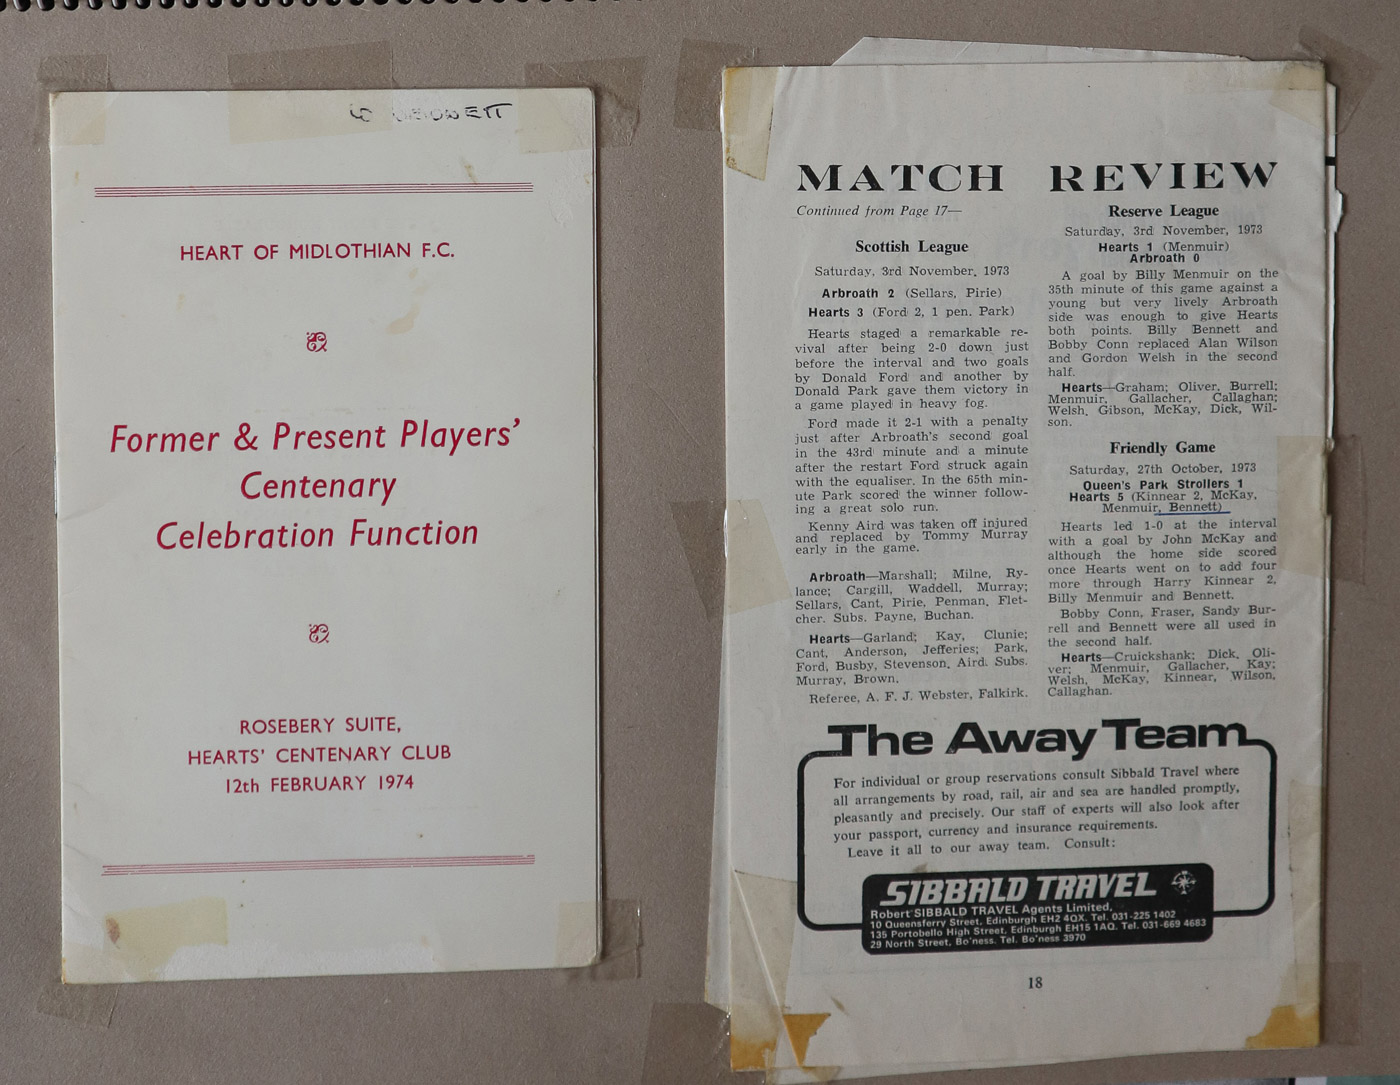 HEART OF MIDLOTHIAN F.C.
Former & Present Players'
Centenary
Celebration Function
ROSEBERY SUITE,
HEARTS' CENTENARY CLUB
12th FEBRUARY 1974
MATCH REVIEW
Continued from Page 17—
Scottish League
Saturday, 3rd November, 1973
Arbroath 2 (Sellars, Pirie)
Hearts 3 (Ford 2, 1 pen. Park)
Hearts staged a remarkable re-
vival after being 2-0 down just
before the interval and two goals
by Donald Ford and another by
Donald Park gave them victory in
a game played in heavy fog.
Ford made it 2-1 with a penalty
just after Arbroath's second goal
in the 43rd minute and a minute
after the restart Ford struck again
with the equaliser. In the 65th min-
ute Park scored the winner follow-
ing a great solo run.
Kenny Aird was taken off injured
and replaced by Tommy Murray
early in the game.
Arbroath—Marshall; Milne, Ry-
lance; Cargill, Waddell, Murray;
Sellars, Cant, Pirie, Penman, Flet-
cher. Subs. Payne, Buchan.
Hearts—Garland; Kay, Clunie;
Cant, Anderson, Jefferies; Park,
Ford, Busby, Stevenson, Aird. Subs.
Murray, Brown.
Referee, A. F. J. Webster, Falkirk.
Reserve League
Saturday, 3rd November, 1973
Hearts 1 (Menmuir)
Arbroath 0
A goal by Billy Menmuir on the
35th minute of this game against a
young but very lively Arbroath
side was enough to give Hearts
both points. Billy Bennett and
Bobby Conn replaced Alan Wilson
and Gordon Welsh in the second
half.
Hearts—Graham; Oliver, Burrell;
Menmuir, Gallacher, Callaghan;
Welsh, Gibson, McKay, Dick, Wil-
son.
Friendly Game
Saturday, 27th October, 1973
Queen's Park Strollers 1
Hearts 5 (Kinnear 2, McKay,
Menmuir, Bennett)
Hearts led 1-0 at the interval
with a goal by John McKay and
although the home side scored
once Hearts went on to add four
more through Harry Kinnear 2,
Billy Menmuir and Bennett.
Bobby Conn, Fraser, Sandy Bur-
rell and Bennett were all used in
the second half.
Hearts—Cruickshank; Dick, Oli-
ver; Menmuir, Gallacher, Kay;
Welsh, McKay, Kinnear, Wilson,
Callaghan.
The Away Team
For individual or group reservations consult Sibbald Travel where
all arrangements by road, rail, air and sea are handled promptly,
pleasantly and precisely. Our staff of experts will also look after
your passport, currency and insurance requirements.
Leave it all to our away team. Consult:
SIBBALD TRAVEL
Robert SIBBALD TRAVEL Agents Limited,
10 Queensferry Street, Edinburgh EH2 4QX. Tel. 031-225 1402
135 Portobello High Street, Edinburgh EH15 1AQ. Tel. 031-669 4683
29 North Street, Bo'ness. Tel. Bo'ness 3970
18